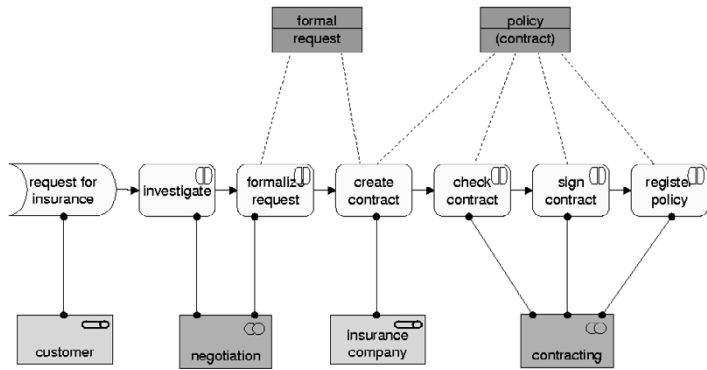 formal
request
policy
(contract)
request for
insurance
investigate
formalize
request
create
contract
check
contract
sign
contract
register
policy
customer
negotiation
insurance
company
contracting